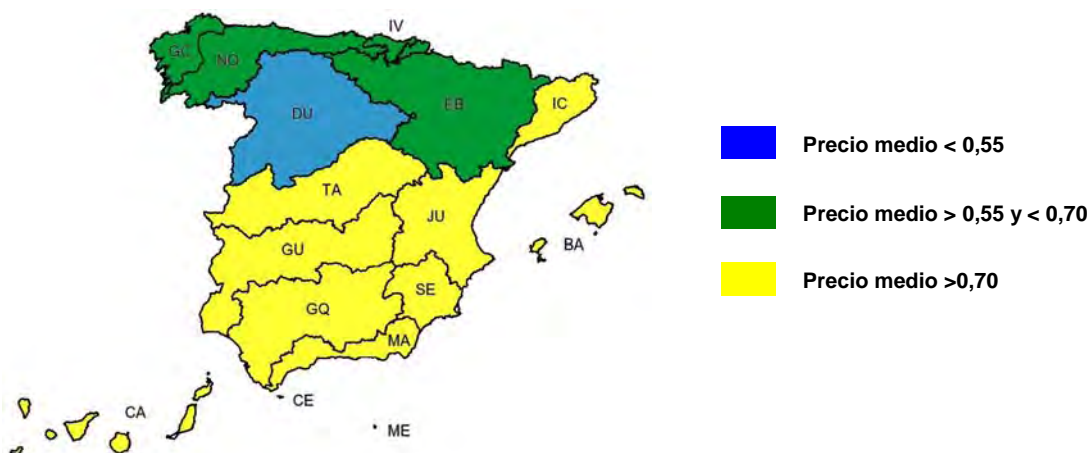 IV
GC
NO
DU
EB
IC
TA
JU
GU
BA
SE
GQ
MA
CE
CA
ME
Precio medio < 0,55
Precio medio > 0,55 y < 0,70
Precio medio >0,70